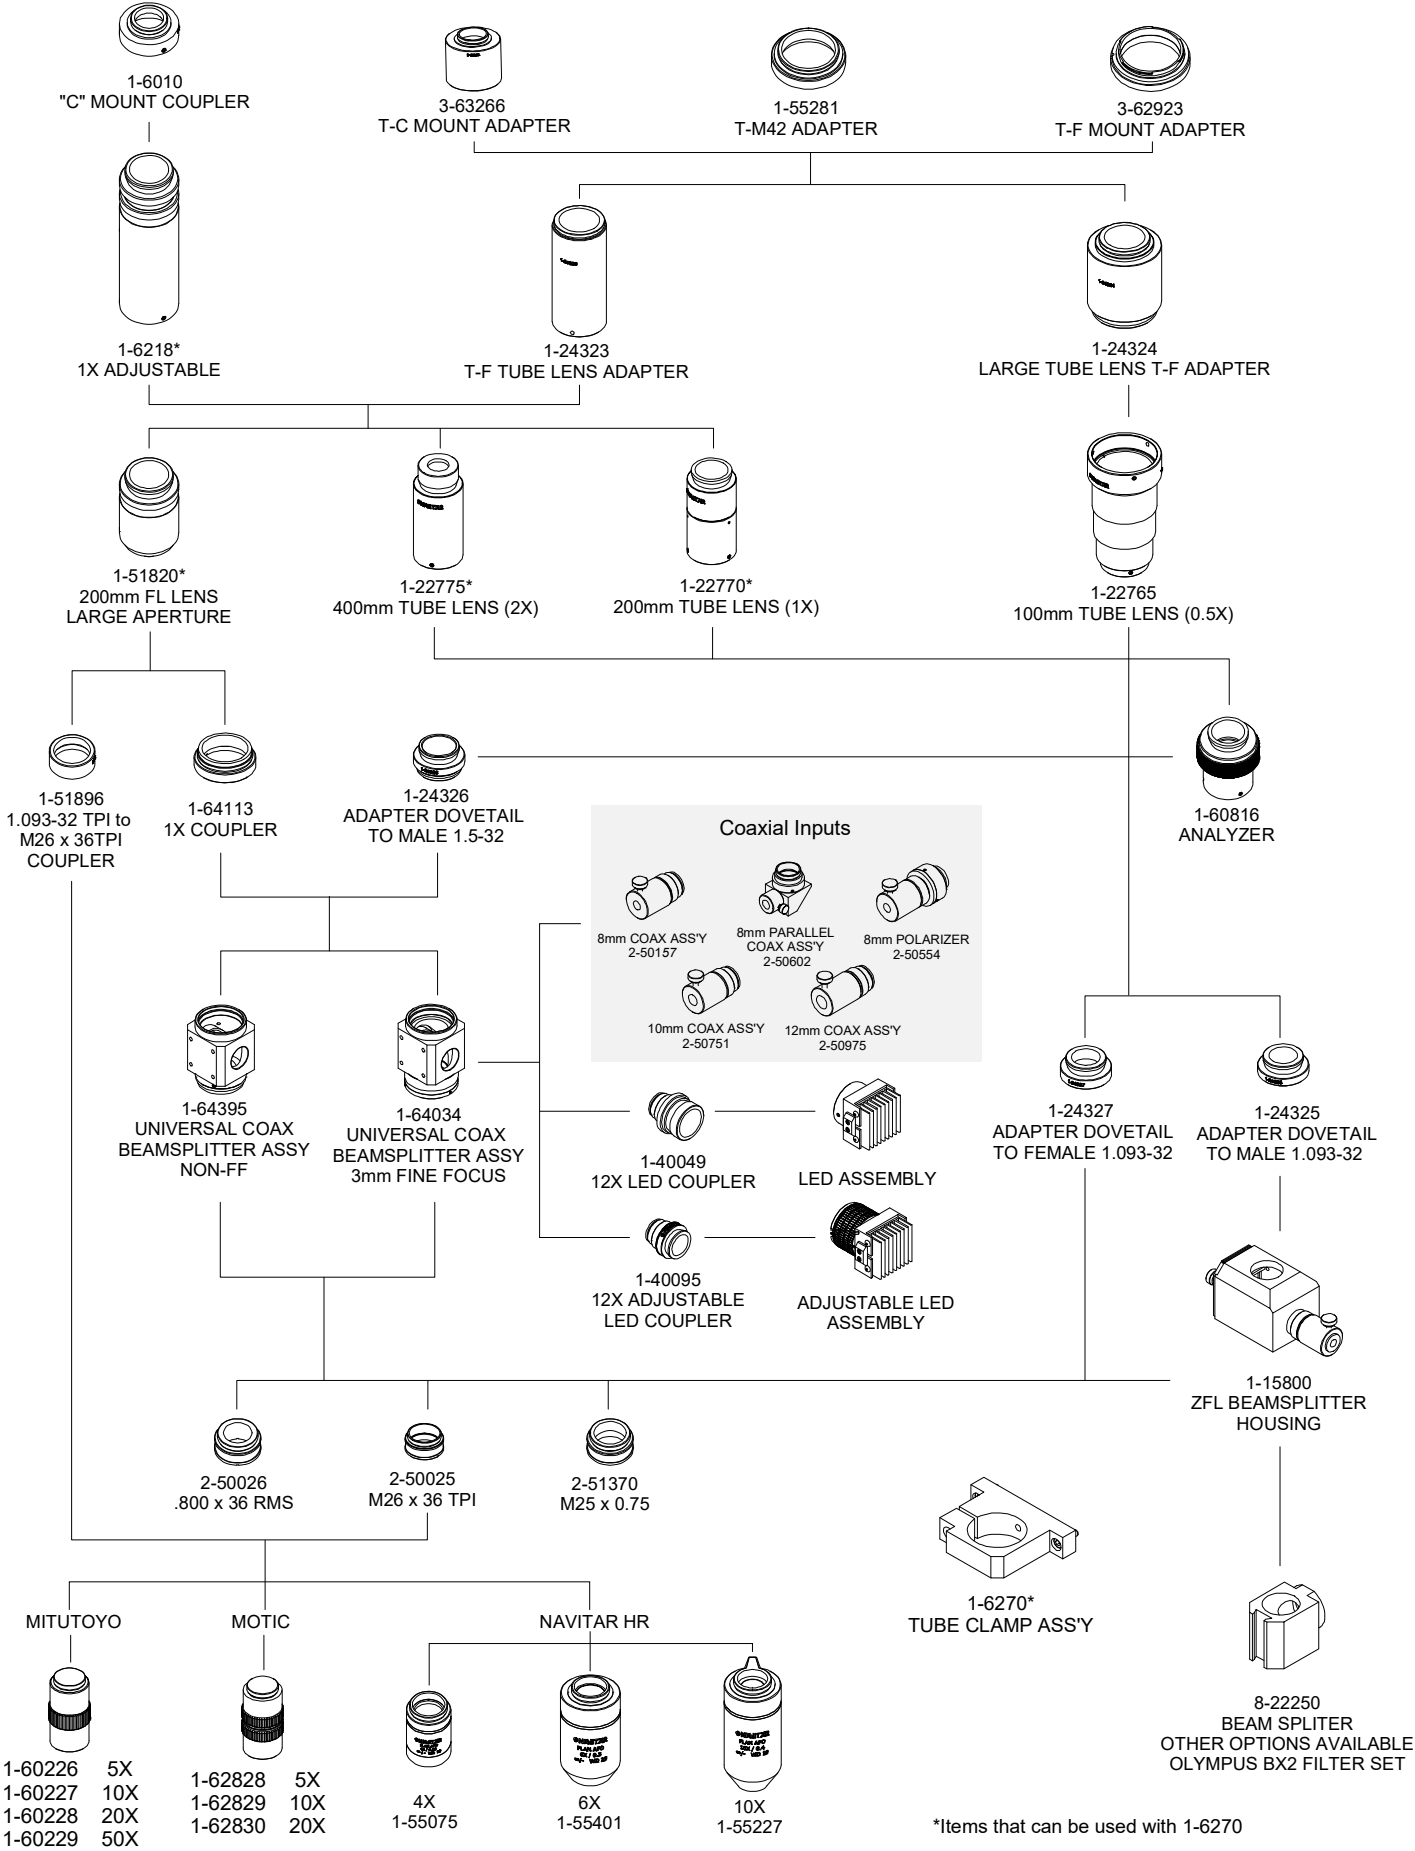 1-6010
"C" MOUNT COUPLER
3-63266
T-C MOUNT ADAPTER
1-55281
T-M42 ADAPTER
3-62923
T-F MOUNT ADAPTER
1-6218*
1X ADJUSTABLE
1-24323
T-F TUBE LENS ADAPTER
1-24324
LARGE TUBE LENS T-F ADAPTER
1-51820*
200mm FL LENS
LARGE APERTURE
1-22775*
400mm TUBE LENS (2X)
1-22770*
200mm TUBE LENS (1X)
1-22765
100mm TUBE LENS (0.5X)
1-51896
1.093-32 TPI to
M26 x 36TPI
COUPLER
1-64113
1X COUPLER
1-24326
ADAPTER DOVETAIL
TO MALE 1.5-32
1-60816
ANALYZER
Coaxial Inputs
8mm COAX ASS'Y
2-50157
8mm PARALLEL
COAX ASS'Y
2-50602
8mm POLARIZER
2-50554
10mm COAX ASS'Y
2-50751
12mm COAX ASS'Y
2-50975
1-64395
UNIVERSAL COAX
BEAMSPLITTER ASSY
NON-FF
1-64034
UNIVERSAL COAX
BEAMSPLITTER ASSY
3mm FINE FOCUS
1-40049
12X LED COUPLER
LED ASSEMBLY
1-24327
ADAPTER DOVETAIL
TO FEMALE 1.093-32
1-24325
ADAPTER DOVETAIL
TO MALE 1.093-32
1-40095
12X ADJUSTABLE
LED COUPLER
ADJUSTABLE LED
ASSEMBLY
1-15800
ZFL BEAMSPLITTER
HOUSING
2-50026
.800 x 36 RMS
2-50025
M26 x 36 TPI
2-51370
M25 x 0.75
1-6270*
TUBE CLAMP ASS'Y
MITUTOYO
MOTIC
NAVITAR HR
8-22250
BEAM SPLITER
OTHER OPTIONS AVAILABLE
OLYMPUS BX2 FILTER SET
1-60226 5X
1-60227 10X
1-60228 20X
1-60229 50X
1-62828 5X
1-62829 10X
1-62830 20X
4X
1-55075
6X
1-55401
10X
1-55227
*Items that can be used with 1-6270